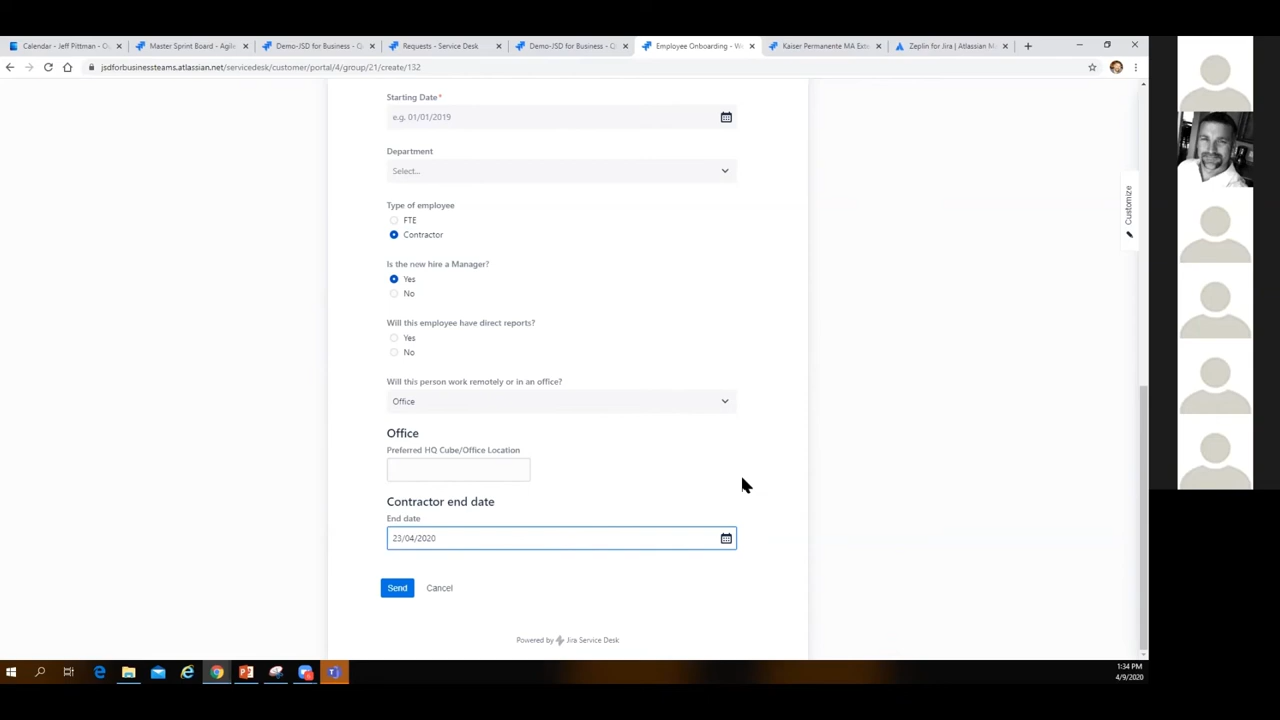 Calendar - Jeff Pittman - O
Master Sprint Board - Agile
Demo-JSD for Business - Q
Requests - Service Desk
Demo-JSD for Business - Q
Employee Onboarding - W
Kaiser Permanente MA Exte
Zeplin for Jira | Atlassian M
jsdforbusinessteams.atlassian.net/servicedesk/customer/portal/4/group/21/create/132
Starting Date*
e.g. 01/01/2019
Department
Select...
Type of employee
FTE
Contractor
Is the new hire a Manager?
Yes
No
Will this employee have direct reports?
Yes
No
Will this person work remotely or in an office?
Office
Office
Preferred HQ Cube/Office Location
Contractor end date
End date
23/04/2020
Send
Cancel
Powered by Jira Service Desk
Customize
1:34 PM
4/9/2020